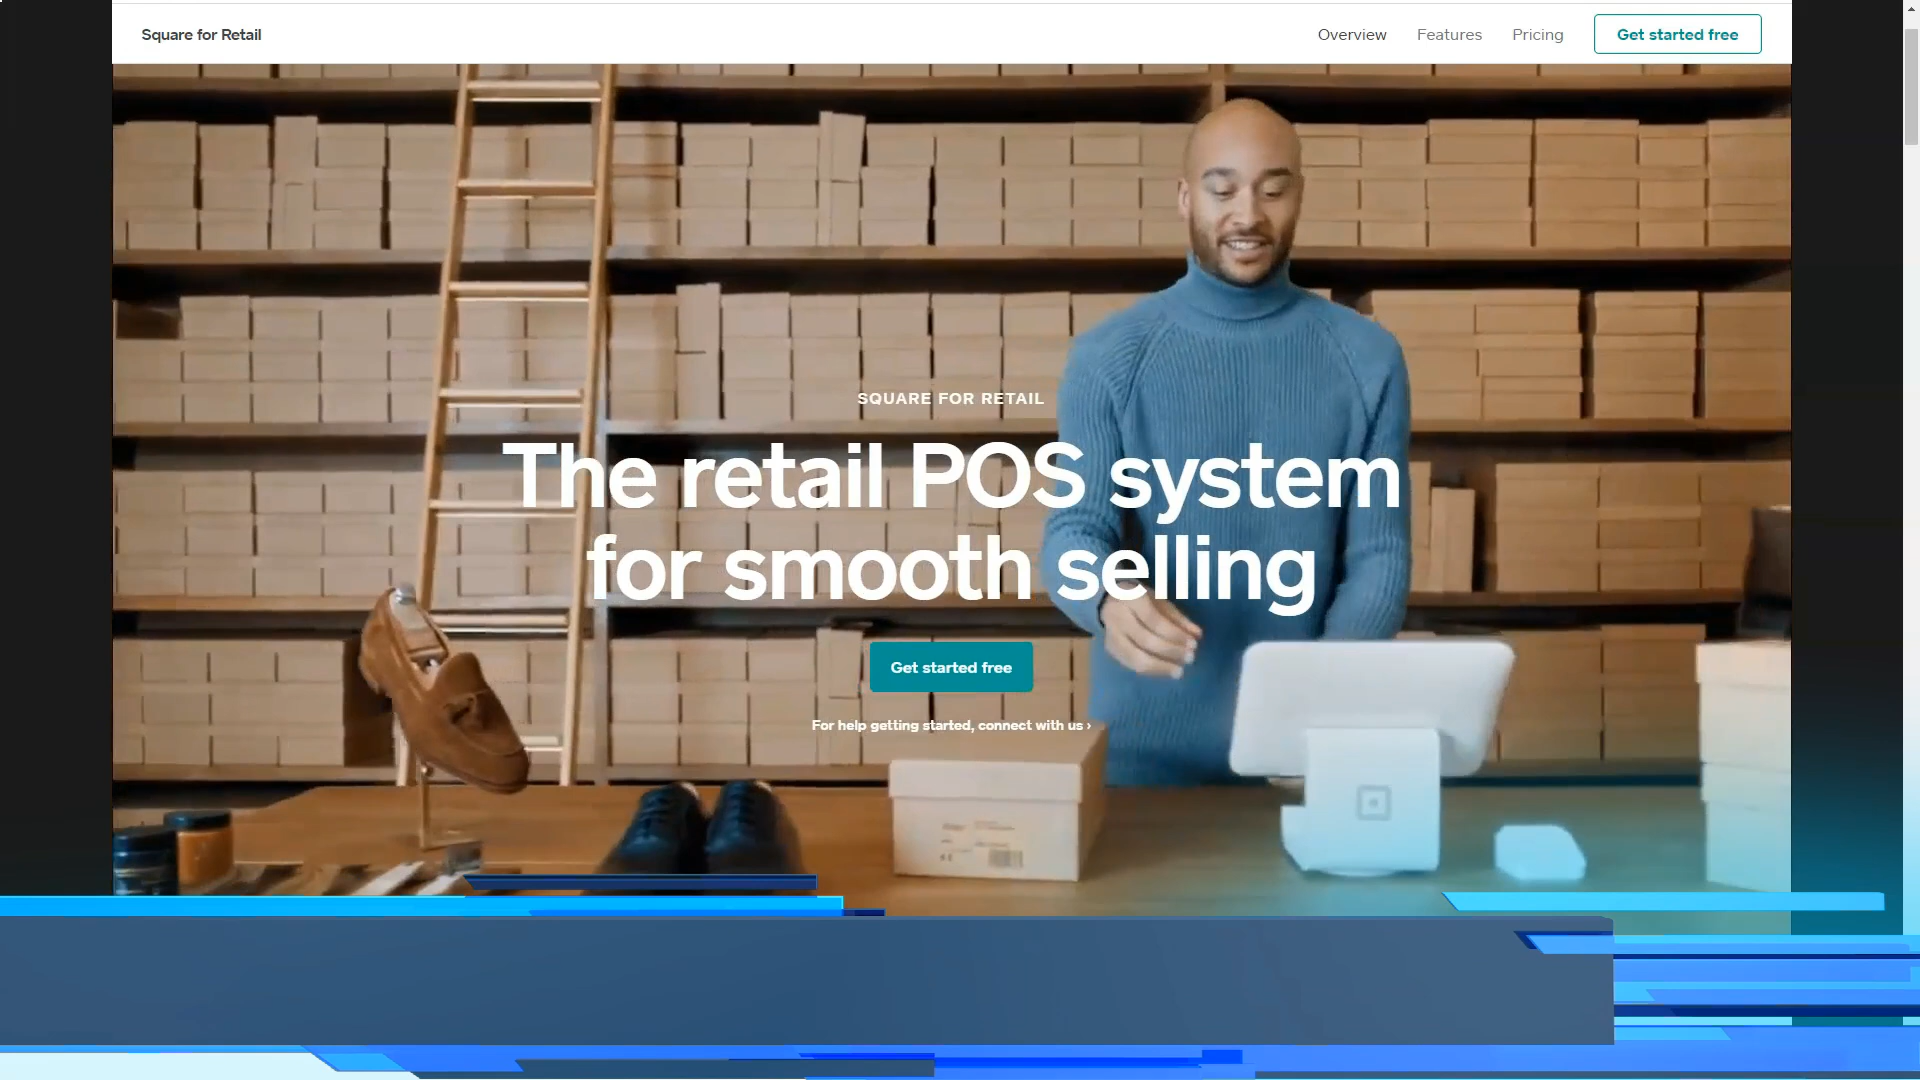 Square for Retail
Overview
Features
Pricing
Get started free
SQUARE FOR RETAIL
The retail POS system
for smooth selling
Get started free
For help getting started, connect with us ›